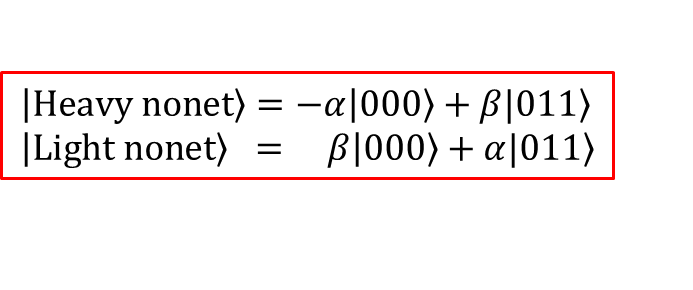 |Heavy nonet⟩ = −α|000⟩ + β|011⟩
|Light nonet⟩ = β|000⟩ + α|011⟩